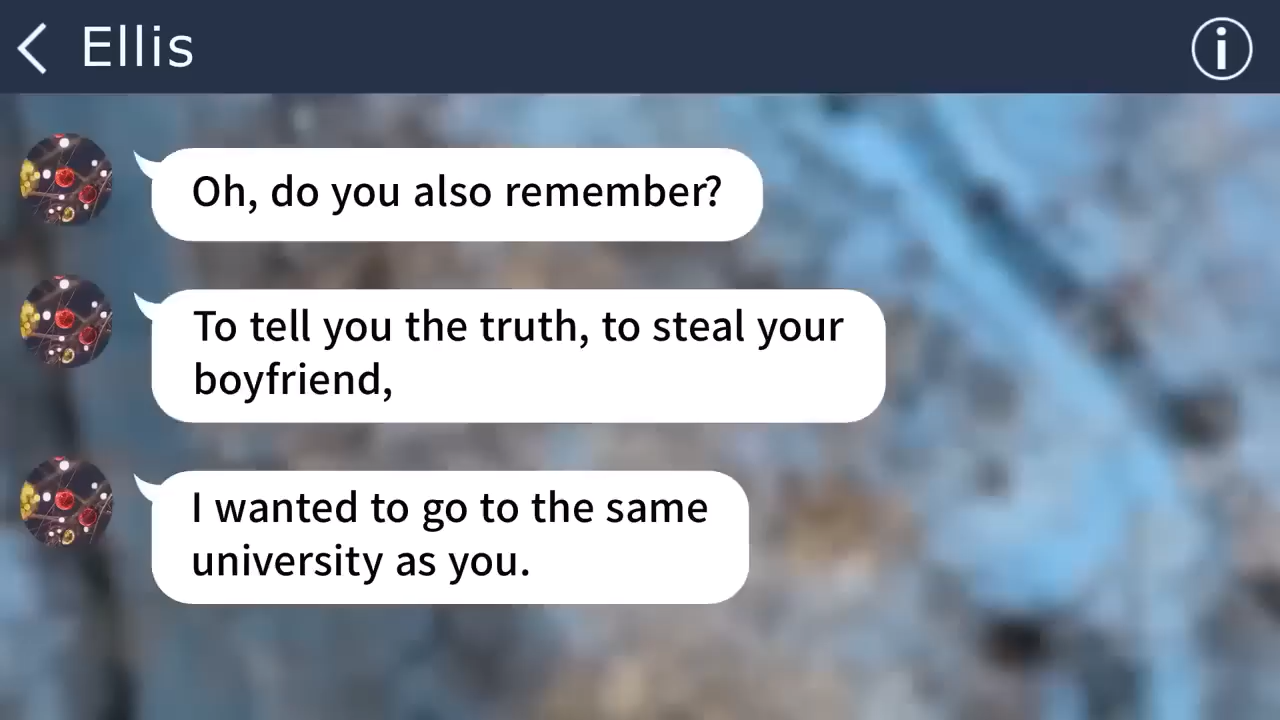 Ellis
Oh, do you also remember?
To tell you the truth, to steal your
boyfriend,
I wanted to go to the same
university as you.